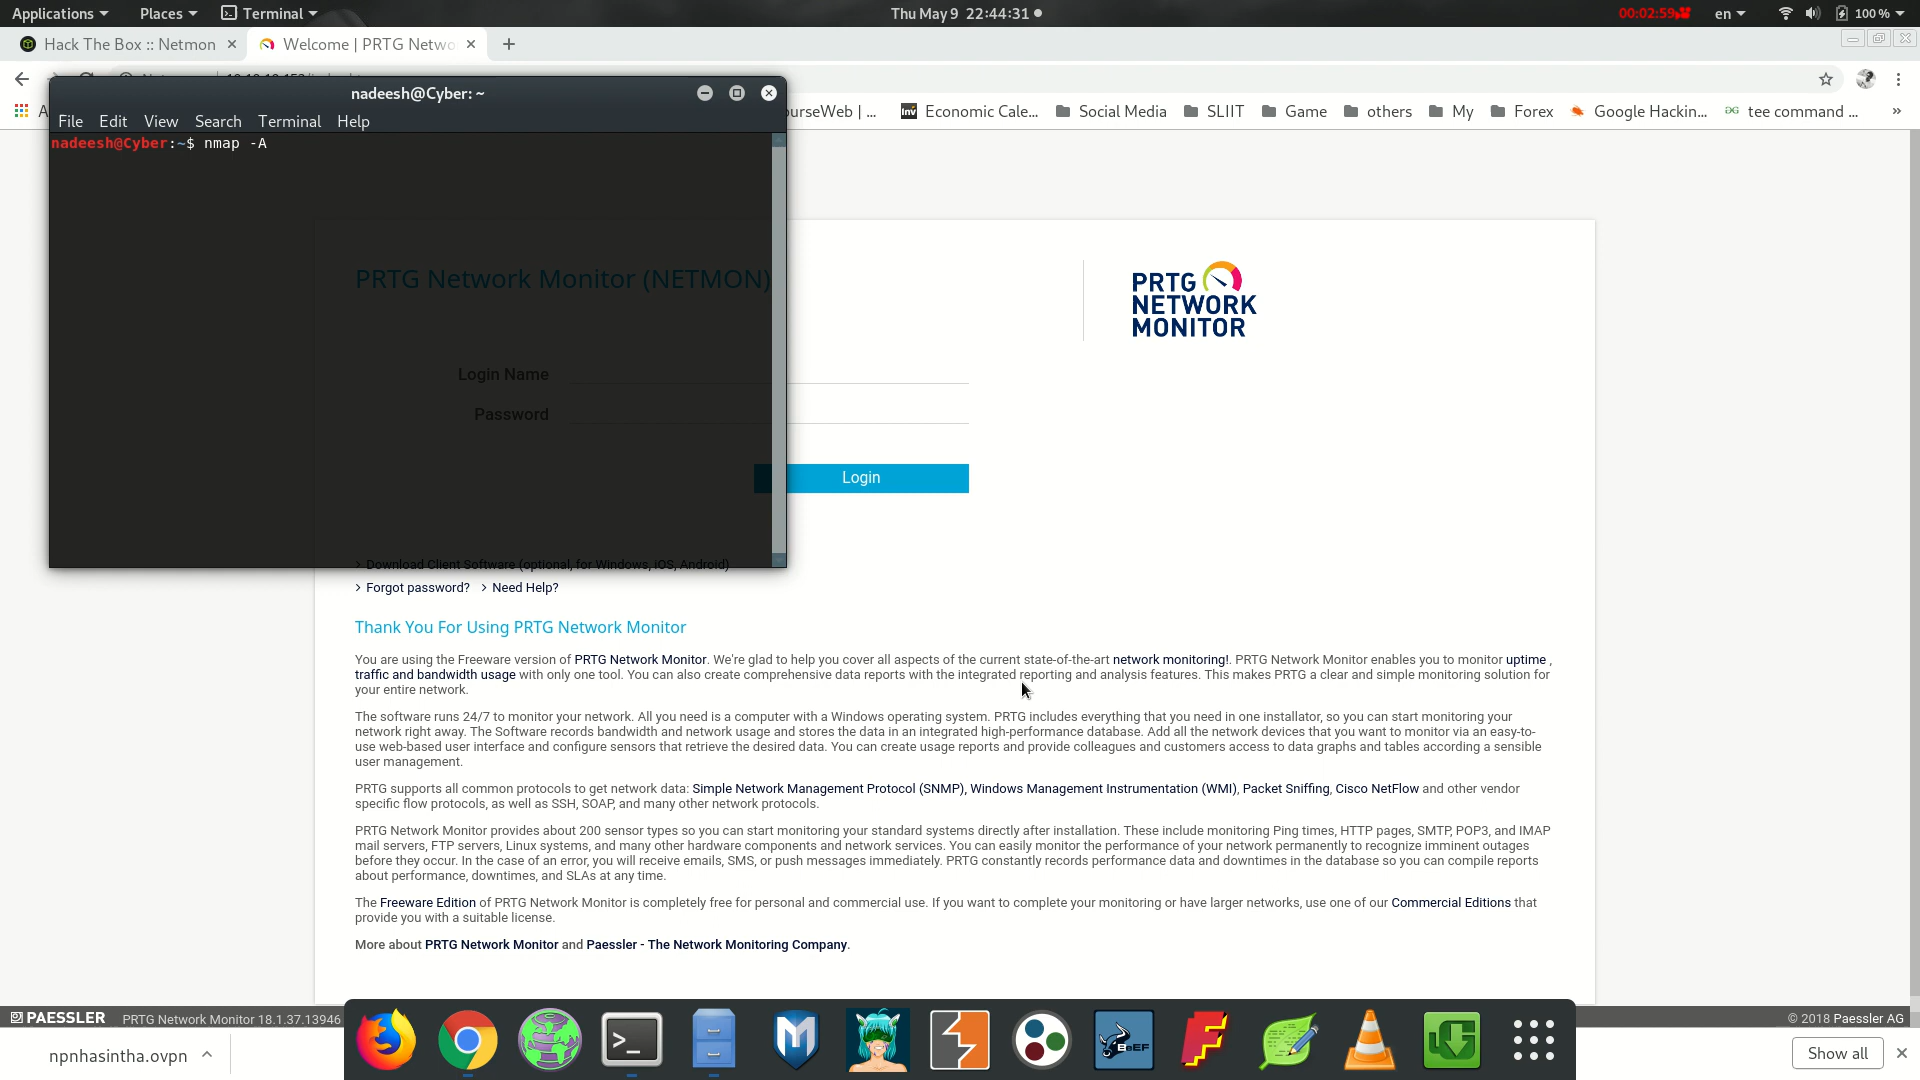 Applications Places Terminal Thu May 9 22:44:31 00:02:59 en 100 %
Hack The Box :: Netmon Welcome | PRTG Netwo
nadeesh@Cyber: ~
File Edit View Search Terminal Help
ourseWeb | ... Economic Cale... Social Media SLIIT Game others My Forex Google Hackin... tee command ... »
nadeesh@Cyber:~$ nmap -A
PRTG Network Monitor (NETMON)
PRTG
NETWORK
MONITOR
Login Name
Password
Login
Download Client Software (optional, for Windows, iOS, Android)
Forgot password? Need Help?
Thank You For Using PRTG Network Monitor
You are using the Freeware version of PRTG Network Monitor. We're glad to help you cover all aspects of the current state-of-the-art network monitoring!. PRTG Network Monitor enables you to monitor uptime ,
traffic and bandwidth usage with only one tool. You can also create comprehensive data reports with the integrated reporting and analysis features. This makes PRTG a clear and simple monitoring solution for
your entire network.
The software runs 24/7 to monitor your network. All you need is a computer with a Windows operating system. PRTG includes everything that you need in one installator, so you can start monitoring your
network right away. The Software records bandwidth and network usage and stores the data in an integrated high-performance database. Add all the network devices that you want to monitor via an easy-to-
use web-based user interface and configure sensors that retrieve the desired data. You can create usage reports and provide colleagues and customers access to data graphs and tables according a sensible
user management.
PRTG supports all common protocols to get network data: Simple Network Management Protocol (SNMP), Windows Management Instrumentation (WMI), Packet Sniffing, Cisco NetFlow and other vendor
specific flow protocols, as well as SSH, SOAP, and many other network protocols.
PRTG Network Monitor provides about 200 sensor types so you can start monitoring your standard systems directly after installation. These include monitoring Ping times, HTTP pages, SMTP, POP3, and IMAP
mail servers, FTP servers, Linux systems, and many other hardware components and network services. You can easily monitor the performance of your network permanently to recognize imminent outages
before they occur. In the case of an error, you will receive emails, SMS, or push messages immediately. PRTG constantly records performance data and downtimes in the database so you can compile reports
about performance, downtimes, and SLAs at any time.
The Freeware Edition of PRTG Network Monitor is completely free for personal and commercial use. If you want to complete your monitoring or have larger networks, use one of our Commercial Editions that
provide you with a suitable license.
More about PRTG Network Monitor and Paessler - The Network Monitoring Company.
PAESSLER PRTG Network Monitor 18.1.37.13946 © 2018 Paessler AG
BeEF
npnhasintha.ovpn Show all